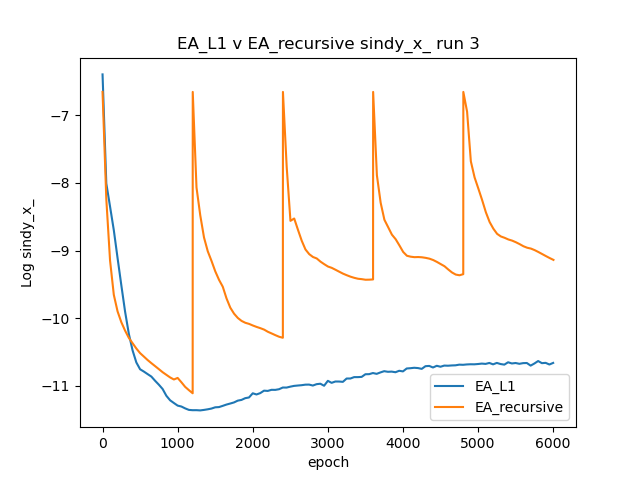 EA_L1 v EA_recursive sindy_x_ run 3
Log sindy_x_
−7
−8
−9
−10
−11
0 1000 2000 3000 4000 5000 6000
epoch
EA_L1
EA_recursive